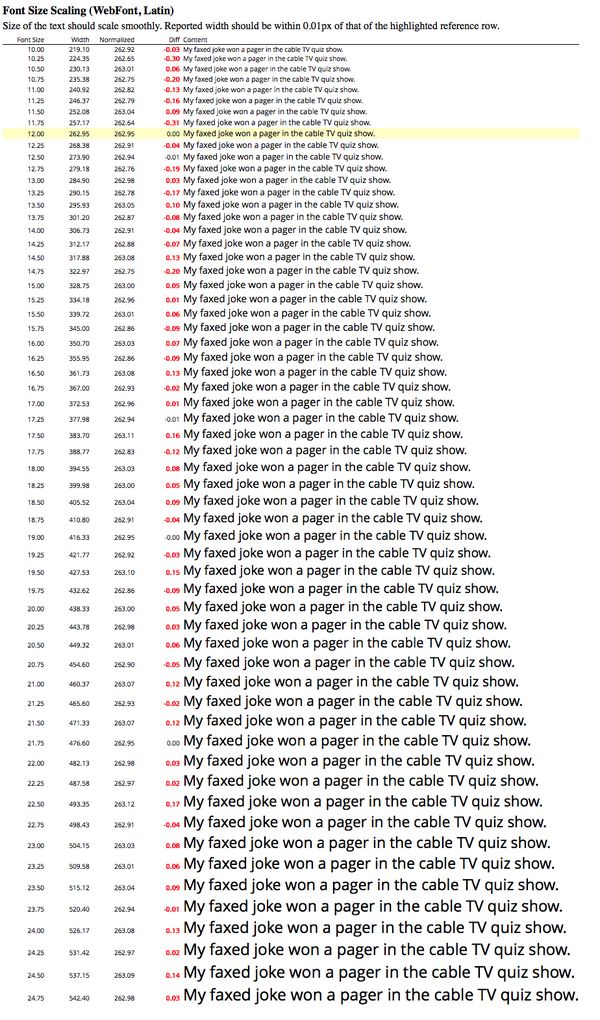 Font Size Scaling (WebFont, Latin)
Size of the text should scale smoothly. Reported width should be within 0.01px of that of the highlighted reference row.
Font Size Width Normalized Diff Content
10.00 219.10 262.92 -0.03 My faxed joke won a pager in the cable TV quiz show.
10.25 224.35 262.65 -0.30 My faxed joke won a pager in the cable TV quiz show.
10.50 230.13 263.01 0.06 My faxed joke won a pager in the cable TV quiz show.
10.75 235.38 262.75 -0.20 My faxed joke won a pager in the cable TV quiz show.
11.00 240.92 262.82 -0.13 My faxed joke won a pager in the cable TV quiz show.
11.25 246.37 262.79 -0.16 My faxed joke won a pager in the cable TV quiz show.
11.50 252.08 263.04 0.09 My faxed joke won a pager in the cable TV quiz show.
11.75 257.17 262.64 -0.31 My faxed joke won a pager in the cable TV quiz show.
12.00 262.95 262.95 0.00 My faxed joke won a pager in the cable TV quiz show.
12.25 268.38 262.91 -0.04 My faxed joke won a pager in the cable TV quiz show.
12.50 273.90 262.94 -0.01 My faxed joke won a pager in the cable TV quiz show.
12.75 279.18 262.76 -0.19 My faxed joke won a pager in the cable TV quiz show.
13.00 284.90 262.98 0.03 My faxed joke won a pager in the cable TV quiz show.
13.25 290.15 262.78 -0.17 My faxed joke won a pager in the cable TV quiz show.
13.50 295.93 263.05 0.10 My faxed joke won a pager in the cable TV quiz show.
13.75 301.20 262.87 -0.08 My faxed joke won a pager in the cable TV quiz show.
14.00 306.73 262.91 -0.04 My faxed joke won a pager in the cable TV quiz show.
14.25 312.17 262.88 -0.07 My faxed joke won a pager in the cable TV quiz show.
14.50 317.88 263.08 0.13 My faxed joke won a pager in the cable TV quiz show.
14.75 322.97 262.75 -0.20 My faxed joke won a pager in the cable TV quiz show.
15.00 328.75 263.00 0.05 My faxed joke won a pager in the cable TV quiz show.
15.25 334.18 262.96 0.01 My faxed joke won a pager in the cable TV quiz show.
15.50 339.72 263.01 0.06 My faxed joke won a pager in the cable TV quiz show.
15.75 345.00 262.86 -0.09 My faxed joke won a pager in the cable TV quiz show.
16.00 350.70 263.03 0.07 My faxed joke won a pager in the cable TV quiz show.
16.25 355.95 262.86 -0.09 My faxed joke won a pager in the cable TV quiz show.
16.50 361.73 263.08 0.13 My faxed joke won a pager in the cable TV quiz show.
16.75 367.00 262.93 -0.02 My faxed joke won a pager in the cable TV quiz show.
17.00 372.53 262.96 0.01 My faxed joke won a pager in the cable TV quiz show.
17.25 377.98 262.94 -0.01 My faxed joke won a pager in the cable TV quiz show.
17.50 383.70 263.11 0.16 My faxed joke won a pager in the cable TV quiz show.
17.75 388.77 262.83 -0.12 My faxed joke won a pager in the cable TV quiz show.
18.00 394.55 263.03 0.08 My faxed joke won a pager in the cable TV quiz show.
18.25 399.98 263.00 0.05 My faxed joke won a pager in the cable TV quiz show.
18.50 405.52 263.04 0.09 My faxed joke won a pager in the cable TV quiz show.
18.75 410.80 262.91 -0.04 My faxed joke won a pager in the cable TV quiz show.
19.00 416.33 262.95 -0.00 My faxed joke won a pager in the cable TV quiz show.
19.25 421.77 262.92 -0.03 My faxed joke won a pager in the cable TV quiz show.
19.50 427.53 263.10 0.15 My faxed joke won a pager in the cable TV quiz show.
19.75 432.62 262.86 -0.09 My faxed joke won a pager in the cable TV quiz show.
20.00 438.33 263.00 0.05 My faxed joke won a pager in the cable TV quiz show.
20.25 443.78 262.98 0.03 My faxed joke won a pager in the cable TV quiz show.
20.50 449.32 263.01 0.06 My faxed joke won a pager in the cable TV quiz show.
20.75 454.60 262.90 -0.05 My faxed joke won a pager in the cable TV quiz show.
21.00 460.37 263.07 0.12 My faxed joke won a pager in the cable TV quiz show.
21.25 465.60 262.93 -0.02 My faxed joke won a pager in the cable TV quiz show.
21.50 471.33 263.07 0.12 My faxed joke won a pager in the cable TV quiz show.
21.75 476.60 262.95 0.00 My faxed joke won a pager in the cable TV quiz show.
22.00 482.13 262.98 0.03 My faxed joke won a pager in the cable TV quiz show.
22.25 487.58 262.97 0.02 My faxed joke won a pager in the cable TV quiz show.
22.50 493.35 263.12 0.17 My faxed joke won a pager in the cable TV quiz show.
22.75 498.43 262.91 -0.04 My faxed joke won a pager in the cable TV quiz show.
23.00 504.15 263.03 0.08 My faxed joke won a pager in the cable TV quiz show.
23.25 509.58 263.01 0.06 My faxed joke won a pager in the cable TV quiz show.
23.50 515.12 263.04 0.09 My faxed joke won a pager in the cable TV quiz show.
23.75 520.40 262.94 -0.01 My faxed joke won a pager in the cable TV quiz show.
24.00 526.17 263.08 0.13 My faxed joke won a pager in the cable TV quiz show.
24.25 531.42 262.97 0.02 My faxed joke won a pager in the cable TV quiz show.
24.50 537.15 263.09 0.14 My faxed joke won a pager in the cable TV quiz show.
24.75 542.40 262.98 0.03 My faxed joke won a pager in the cable TV quiz show.